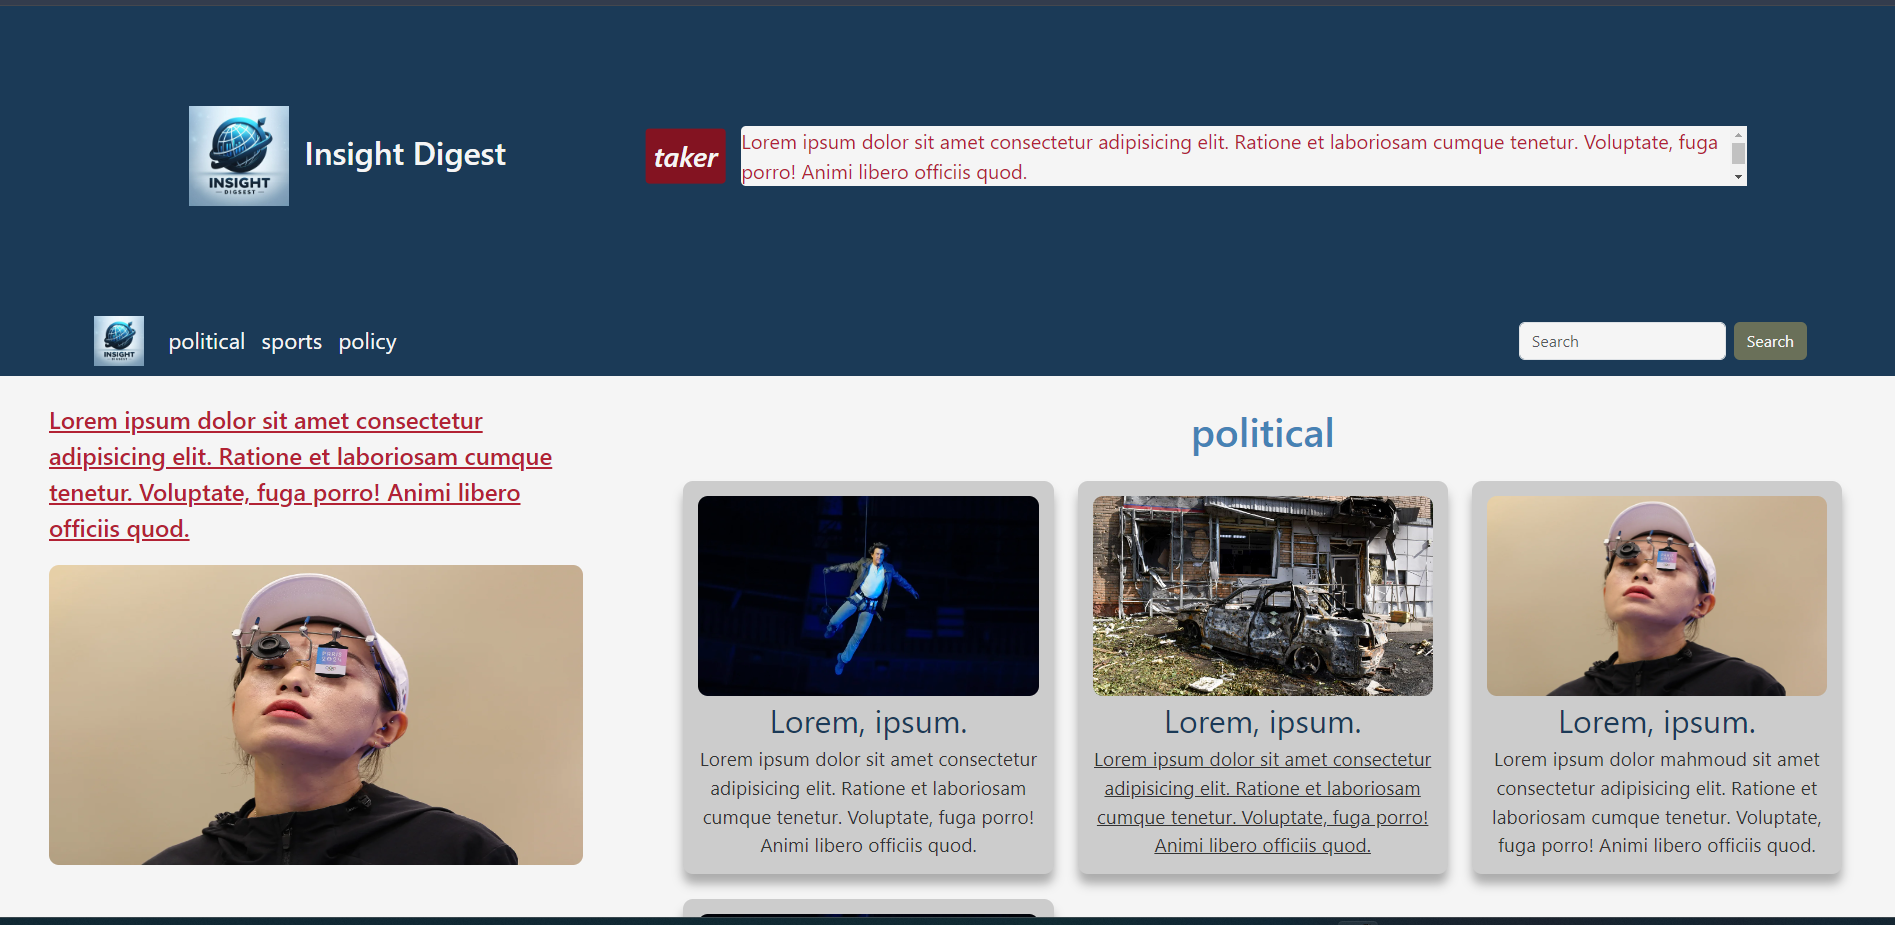 INSIGHT
DIGSEST
Insight Digest
taker
Lorem ipsum dolor sit amet consectetur adipisicing elit. Ratione et laboriosam cumque tenetur. Voluptate, fuga
porro! Animi libero officiis quod.
INSIGHT
political sports policy
Search
Search
Lorem ipsum dolor sit amet consectetur
adipisicing elit. Ratione et laboriosam cumque
tenetur. Voluptate, fuga porro! Animi libero
officiis quod.
PARIS
2024
political
Lorem, ipsum.
Lorem ipsum dolor sit amet consectetur
adipisicing elit. Ratione et laboriosam
cumque tenetur. Voluptate, fuga porro!
Animi libero officiis quod.
Lorem, ipsum.
Lorem ipsum dolor sit amet consectetur
adipisicing elit. Ratione et laboriosam
cumque tenetur. Voluptate, fuga porro!
Animi libero officiis quod.
Lorem, ipsum.
Lorem ipsum dolor mahmoud sit amet
consectetur adipisicing elit. Ratione et
laboriosam cumque tenetur. Voluptate,
fuga porro! Animi libero officiis quod.